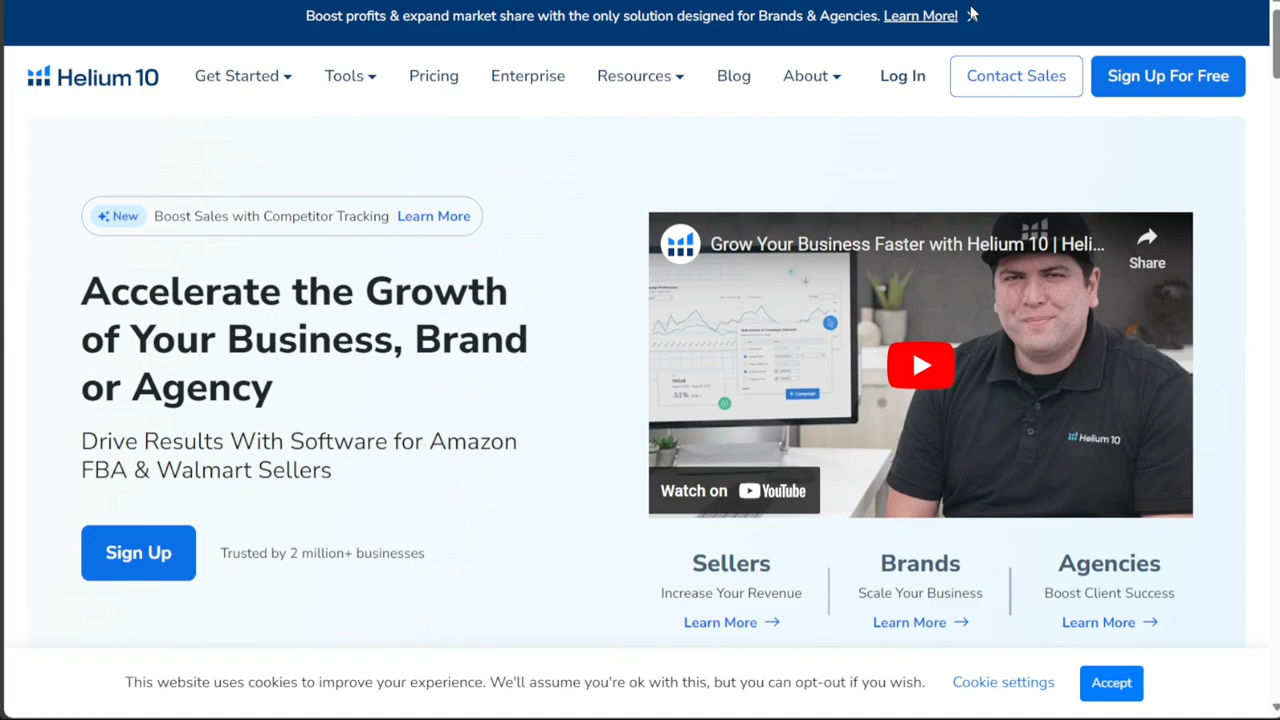 Boost profits & expand market share with the only solution designed for Brands & Agencies. Learn More!
Helium 10
Get Started
Tools
Pricing
Enterprise
Resources
Blog
About
Log In
Contact Sales
Sign Up For Free
New Boost Sales with Competitor Tracking Learn More
Accelerate the Growth
of Your Business, Brand
or Agency
Drive Results With Software for Amazon
FBA & Walmart Sellers
Sign Up
Trusted by 2 million+ businesses
Grow Your Business Faster with Helium 10 | Heli...
Share
Helium 10
Watch on YouTube
Sellers
Increase Your Revenue
Learn More
Brands
Scale Your Business
Learn More
Agencies
Boost Client Success
Learn More
This website uses cookies to improve your experience. We'll assume you're ok with this, but you can opt-out if you wish.
Cookie settings
Accept